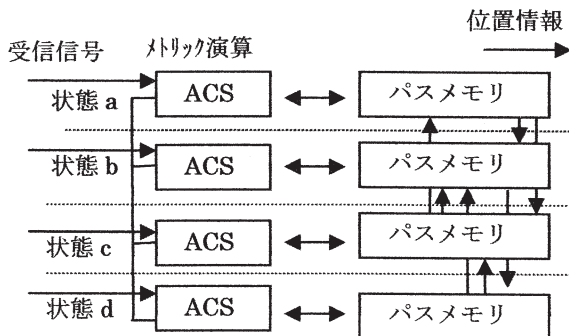 位置情報
受信信号
メトリック演算
状態 a
ACS
パスメモリ
状態 b
ACS
パスメモリ
状態 c
ACS
パスメモリ
状態 d
ACS
パスメモリ